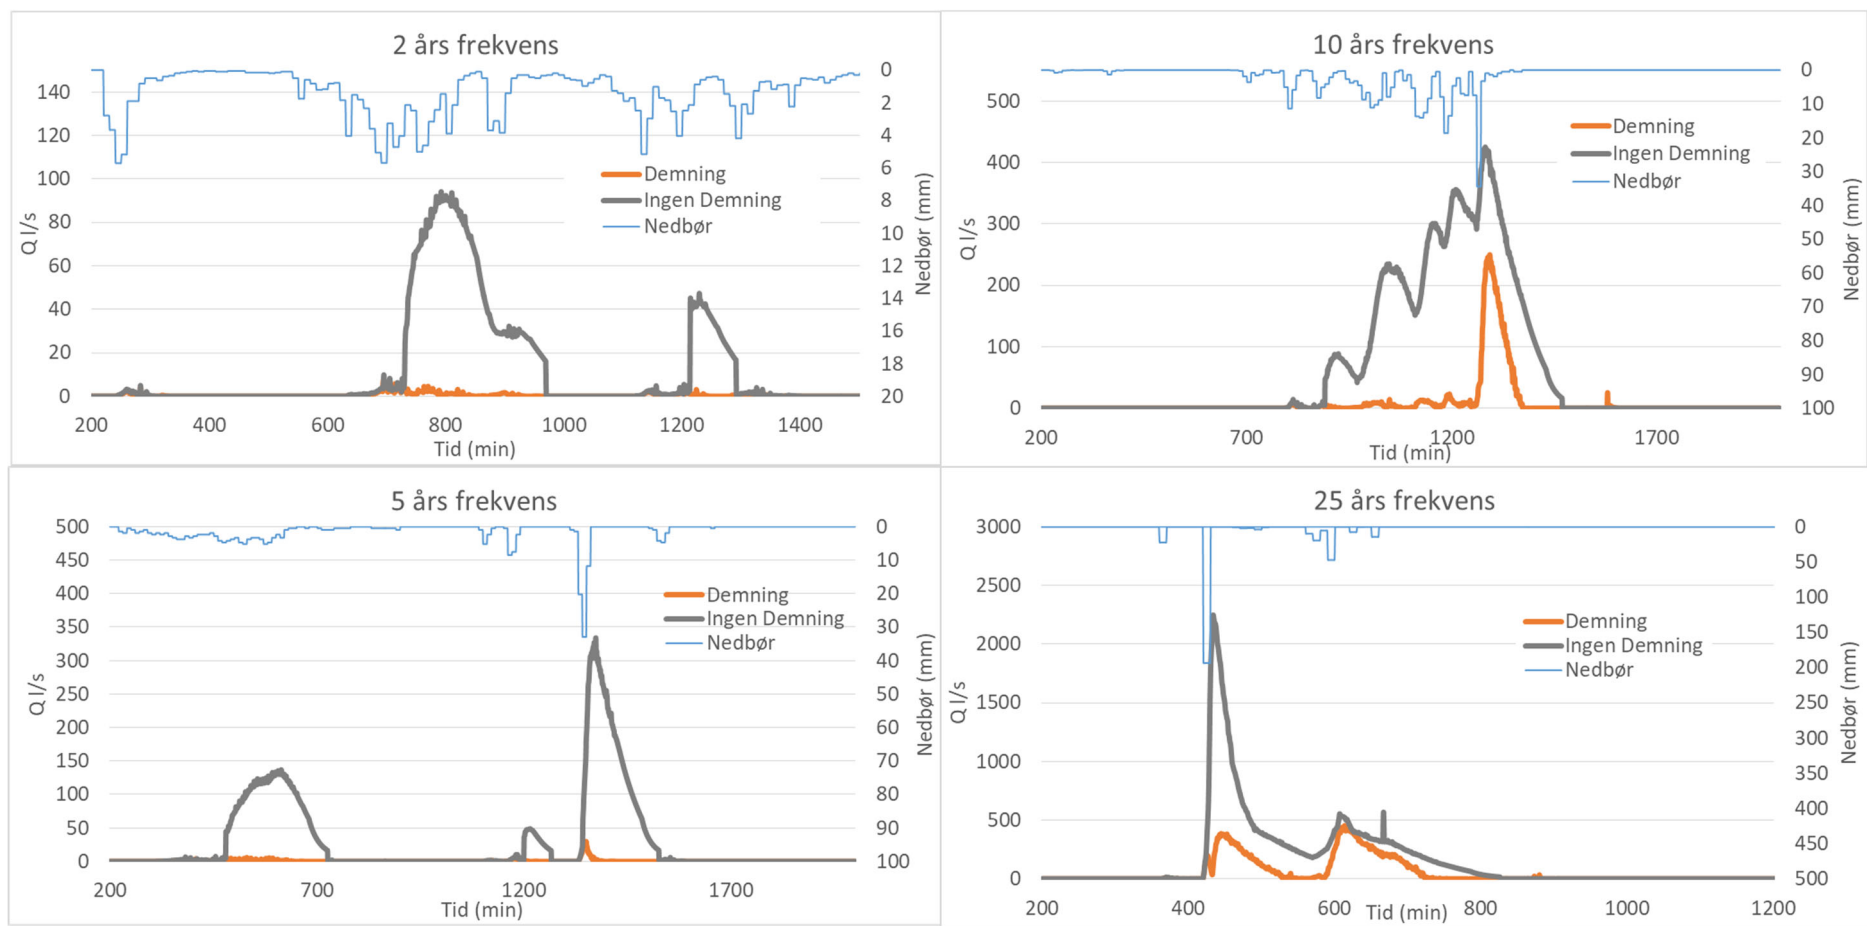 2 års frekvens
140
120
100
80
60
40
20
0
Q l/s
0
2
4
6
8
10
12
14
16
18
20
Nedbør (mm)
Demning
Ingen Demning
Nedbør
200 400 600 800 1000 1200 1400
Tid (min)
10 års frekvens
500
400
300
200
100
0
Q l/s
0
10
20
30
40
50
60
70
80
90
100
Nedbør (mm)
Demning
Ingen Demning
Nedbør
200 700 1200 1700
Tid (min)
5 års frekvens
500
450
400
350
300
250
200
150
100
50
0
Q l/s
0
10
20
30
40
50
60
70
80
90
100
Nedbør (mm)
Demning
Ingen Demning
Nedbør
200 700 1200 1700
Tid (min)
25 års frekvens
3000
2500
2000
1500
1000
500
0
Q l/s
0
50
100
150
200
250
300
350
400
450
500
Nedbør (mm)
Demning
Ingen Demning
Nedbør
200 400 600 800 1000 1200
Tid (min)